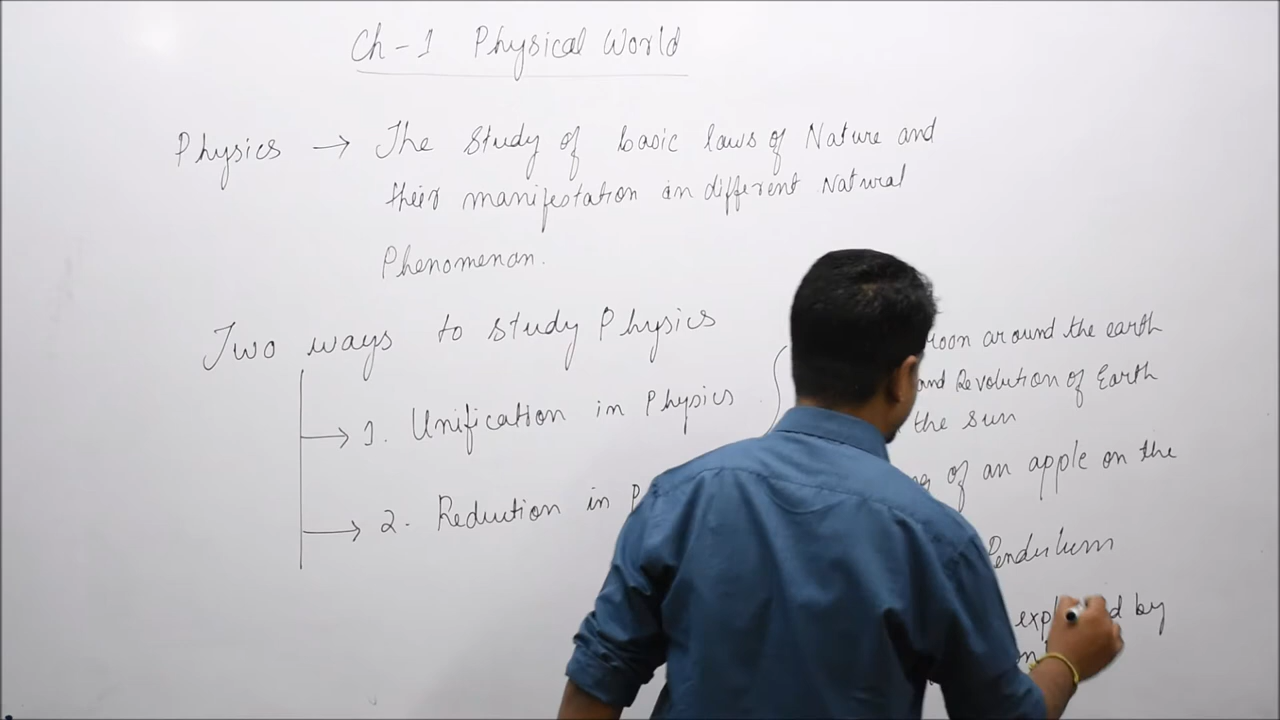 Ch-1 Physical World
Physics → The Study of basic laws of Nature and
their manifestation in different Natural
Phenomenon.
Two ways to study Physics
→ 1. Unification in Physics
→ 2. Reduction in P
around the earth
and Revolution of Earth
the sun
of an apple on the
Pendulum
by